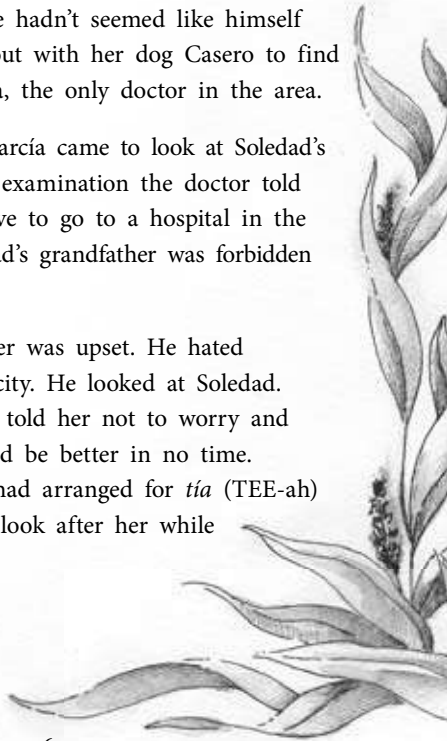 e hadn't seemed like himself
out with her dog Casero to find
a, the only doctor in the area.
arcía came to look at Soledad's
examination the doctor told
ve to go to a hospital in the
ad's grandfather was forbidden
er was upset. He hated
city. He looked at Soledad.
told her not to worry and
d be better in no time.
had arranged for tía (TEE-ah)
look after her while